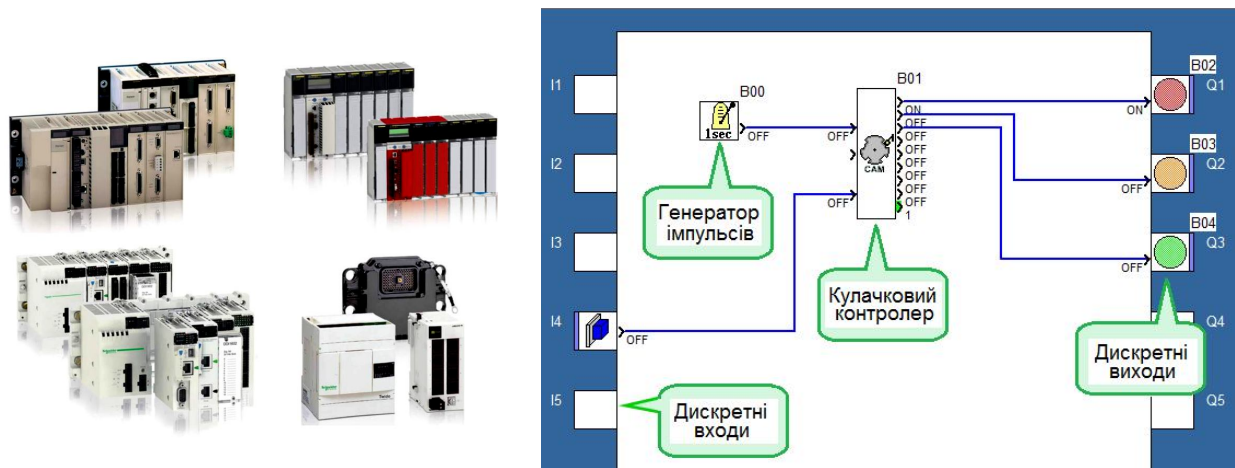 I1
I2
I3
I4
I5
B00
1sec
OFF
Генератор
імпульсів
B01
CAM
OFF
OFF
OFF
ON
OFF
OFF
OFF
OFF
OFF
OFF
OFF
1
Кулачковий
контролер
Дискретні
входи
B02
Q1
ON
B03
Q2
OFF
B04
Q3
OFF
Q4
Q5
Дискретні
виходи